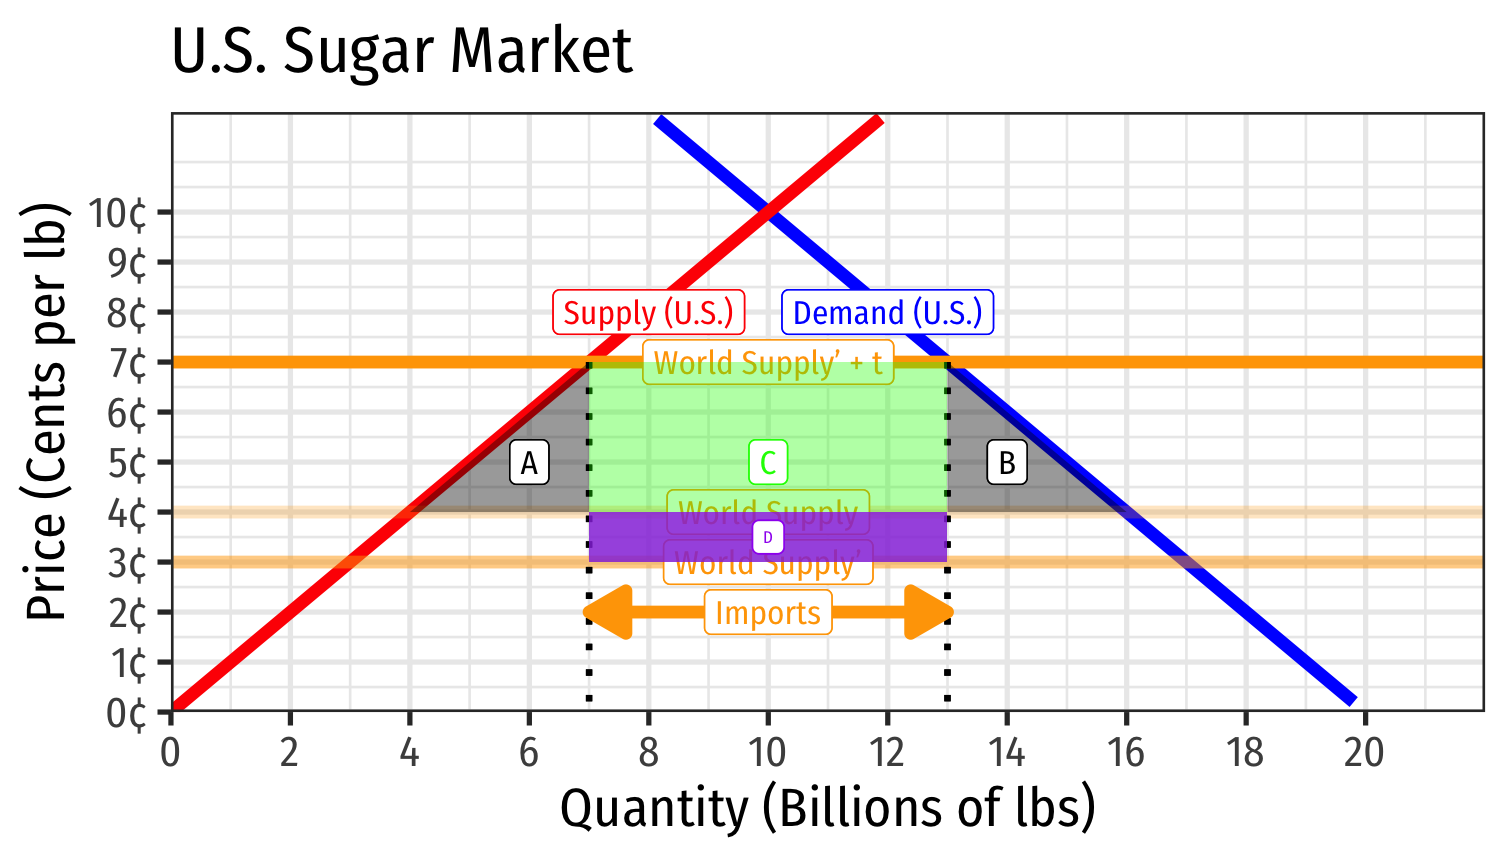 U.S. Sugar Market
Price (Cents per lb)
10¢
9¢
8¢
7¢
6¢
5¢
4¢
3¢
2¢
1¢
0¢
Supply (U.S.)
Demand (U.S.)
World Supply’ + t
A
C
B
World Supply
D
World Supply’
Imports
0 2 4 6 8 10 12 14 16 18 20
Quantity (Billions of lbs)